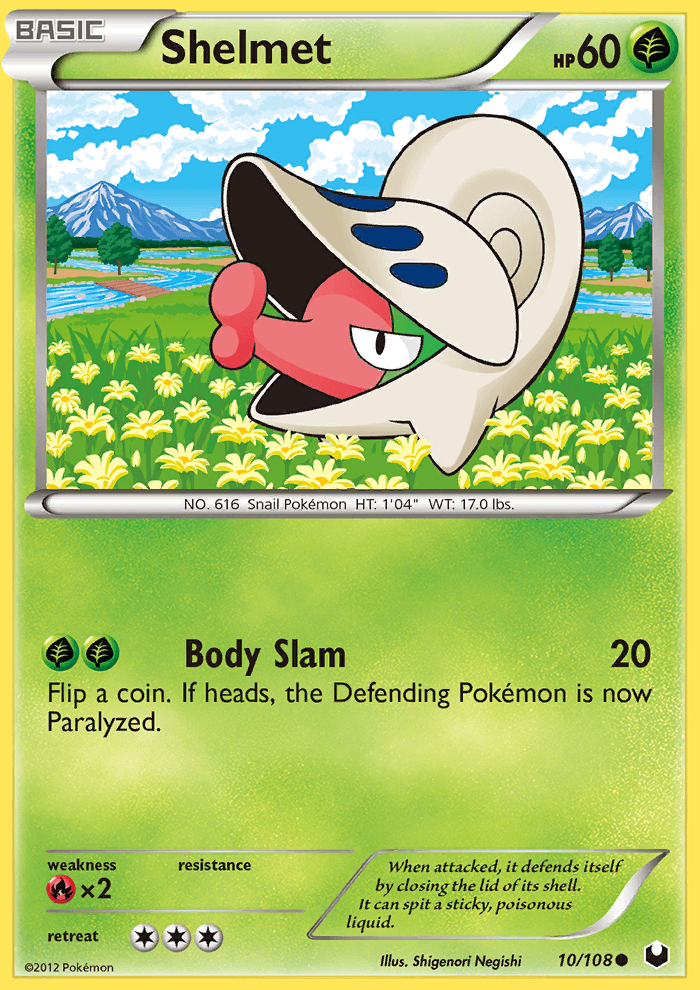 BASIC
Shelmet
HP60
NO. 616 Snail Pokémon HT: 1'04" WT: 17.0 lbs.
Body Slam 20
Flip a coin. If heads, the Defending Pokémon is now
Paralyzed.
weakness resistance
×2
When attacked, it defends itself
by closing the lid of its shell.
It can spit a sticky, poisonous
liquid.
retreat
©2012 Pokémon
Illus. Shigenori Negishi
10/108